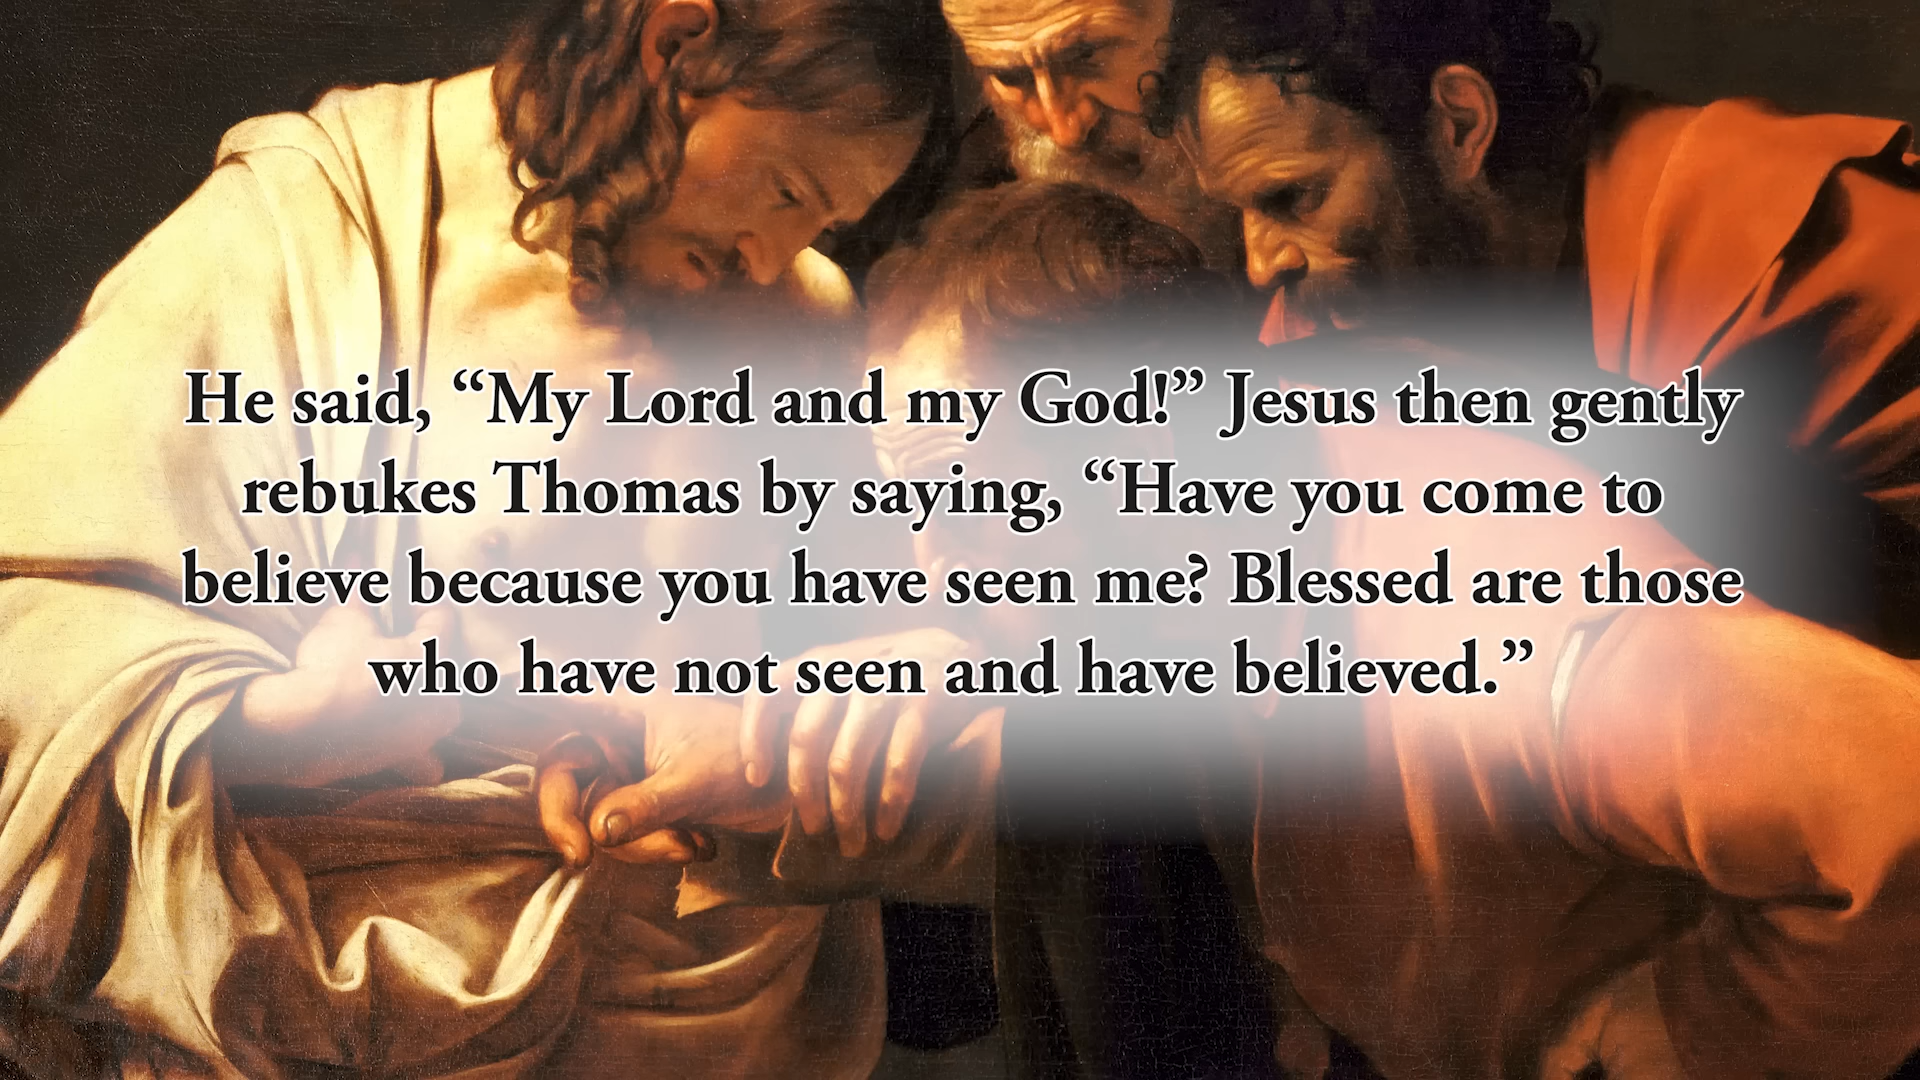 He said, “My Lord and my God!” Jesus then gently
rebukes Thomas by saying, “Have you come to
believe because you have seen me? Blessed are those
who have not seen and have believed.”